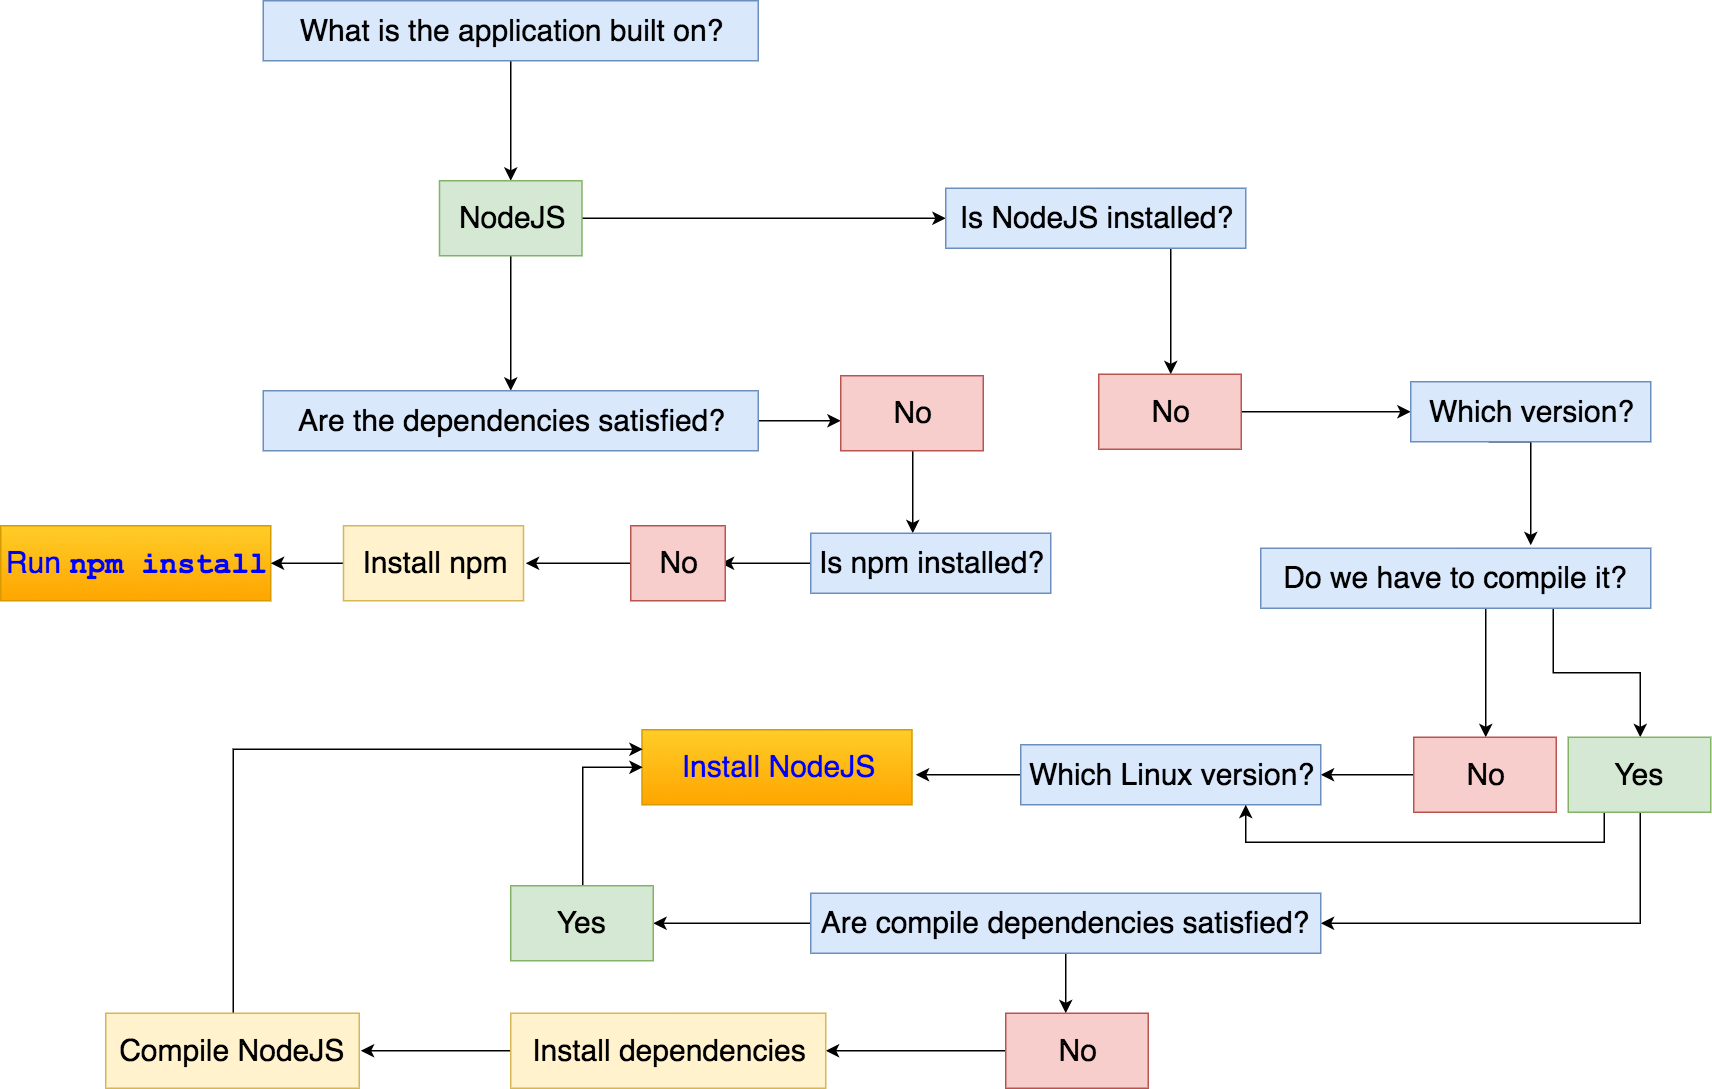 What is the application built on?
NodeJS
Is NodeJS installed?
Are the dependencies satisfied?
No
No
Which version?
Run npm install
Install npm
No
Is npm installed?
Do we have to compile it?
Install NodeJS
Which Linux version?
No
Yes
Yes
Are compile dependencies satisfied?
Compile NodeJS
Install dependencies
No